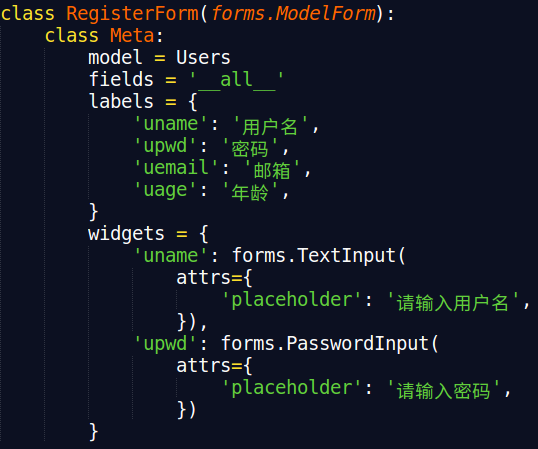 class RegisterForm(forms.ModelForm):
    class Meta:
        model = Users
        fields = '__all__'
        labels = {
            'uname': '用户名',
            'upwd': '密码',
            'uemail': '邮箱',
            'uage': '年龄',
        }
        widgets = {
            'uname': forms.TextInput(
                attrs={
                    'placeholder': '请输入用户名',
                }),
            'upwd': forms.PasswordInput(
                attrs={
                    'placeholder': '请输入密码',
                })
        }